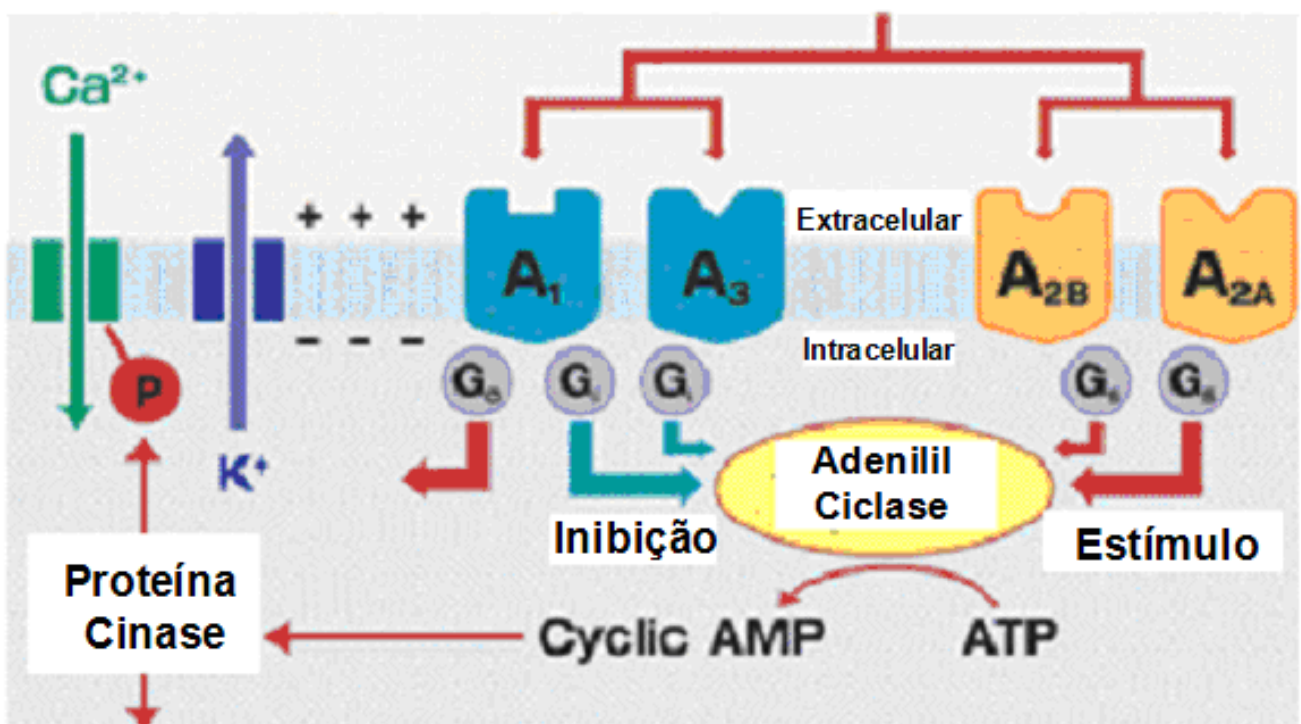 Ca²⁺
+ + +
A₁
A₃
Extracelular
A₂B
A₂A
− − −
Intracelular
P
K⁺
Gₒ
Gᵢ
Gᵢ
Gₛ
Gₛ
Adenilil
Ciclase
Inibição
Estímulo
Proteína
Cinase
Cyclic AMP
ATP